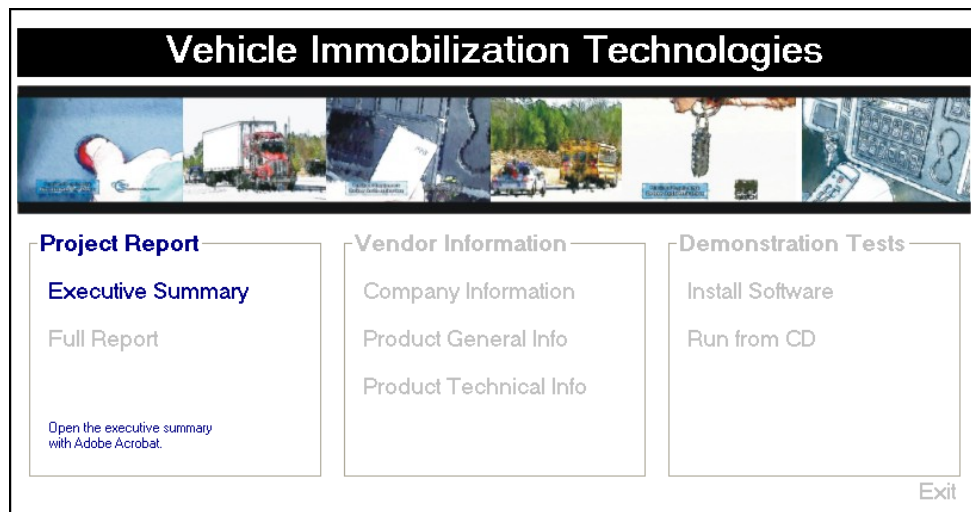 Vehicle Immobilization Technologies
Project Report
Executive Summary
Full Report
Open the executive summary
with Adobe Acrobat.
Vendor Information
Company Information
Product General Info
Product Technical Info
Demonstration Tests
Install Software
Run from CD
Exit